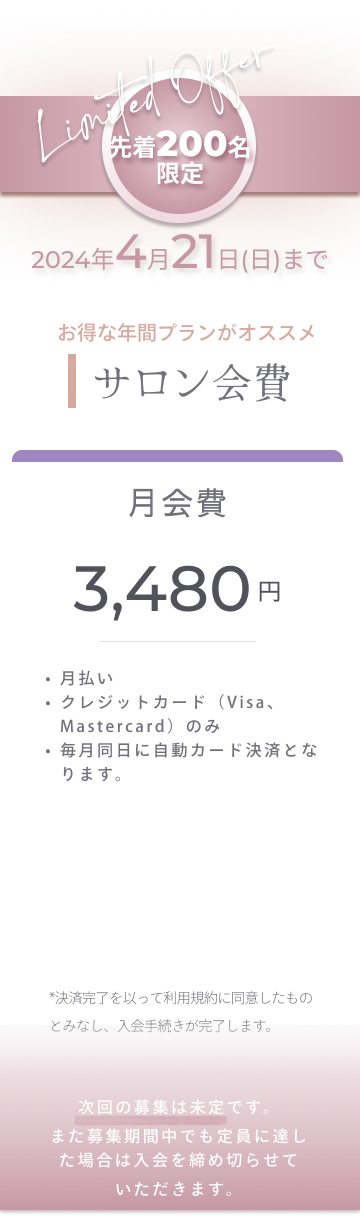 Limited Offer
先着200名
限定
2024年4月21日(日)まで
お得な年間プランがオススメ
サロン会費
月会費
3,480円
• 月払い
• クレジットカード（Visa、
Mastercard）のみ
• 毎月同日に自動カード決済とな
ります。
*決済完了を以って利用規約に同意したもの
とみなし、入会手続きが完了します。
次回の募集は未定です。
また募集期間中でも定員に達し
た場合は入会を締め切らせて
いただきます。